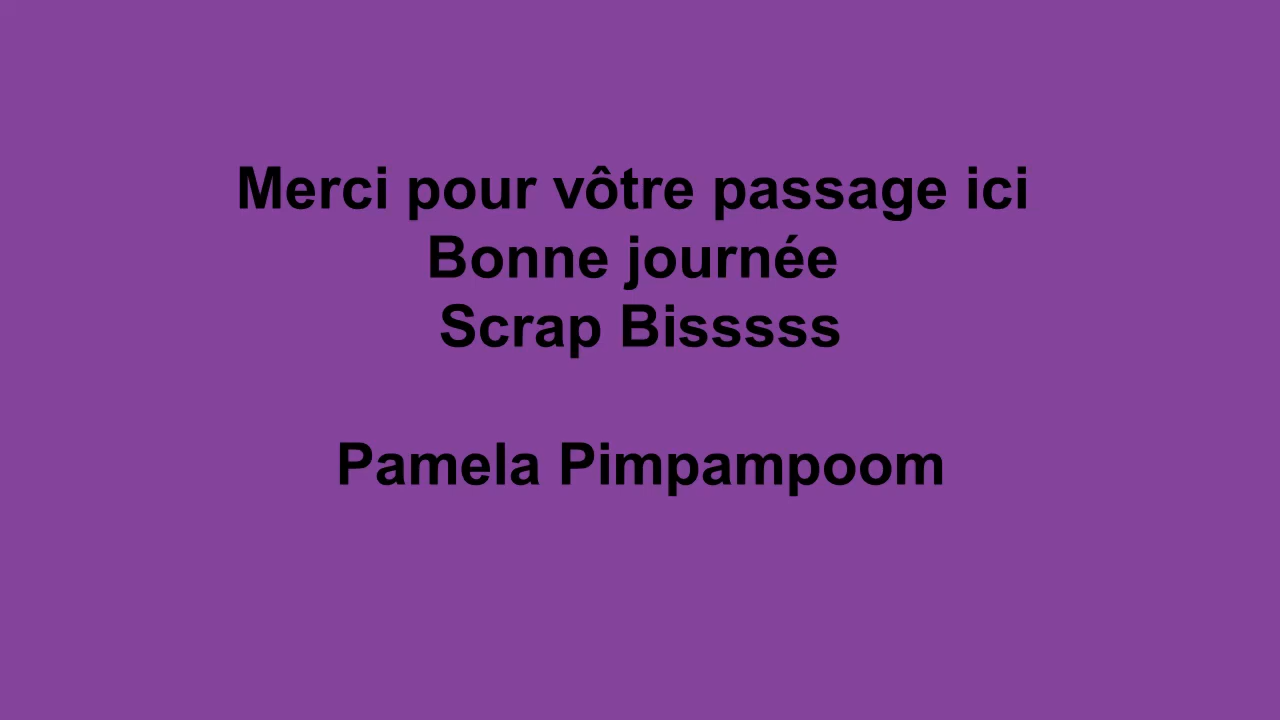 Merci pour vôtre passage ici
Bonne journée
Scrap Bisssss
Pamela Pimpampoom